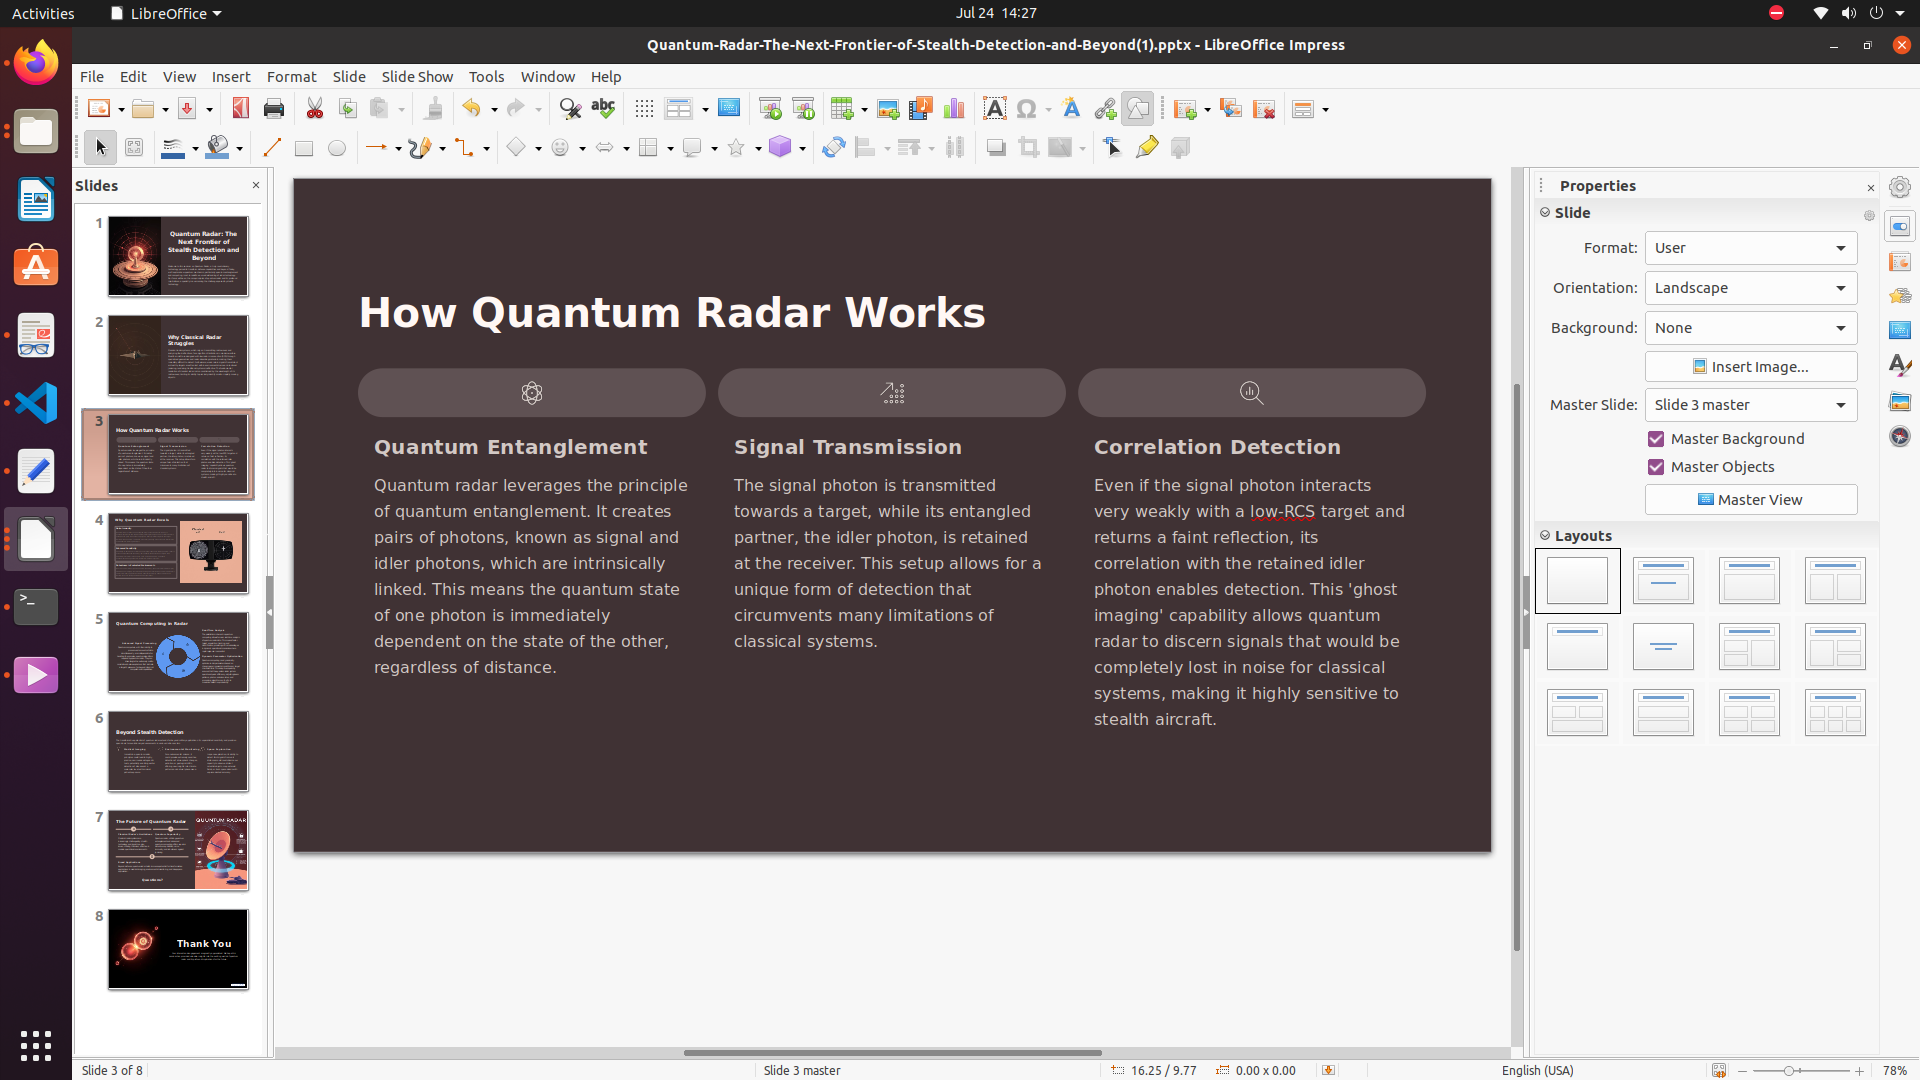 Activities
LibreOffice
Jul 24 14:27
Quantum-Radar-The-Next-Frontier-of-Stealth-Detection-and-Beyond(1).pptx - LibreOffice Impress
File Edit View Insert Format Slide Slide Show Tools Window Help
Slides
1
Quantum Radar: The
Next Frontier of
Stealth Detection and
Beyond
2
Why Classical Radar
Struggles
3
How Quantum Radar Works
4
Why Quantum Radar Excels
5
Quantum Computing in Radar
6
Beyond Stealth Detection
7
The Future of Quantum Radar
QUUNTUM RADAR
Questions?
8
Thank You
How Quantum Radar Works
Quantum Entanglement
Quantum radar leverages the principle
of quantum entanglement. It creates
pairs of photons, known as signal and
idler photons, which are intrinsically
linked. This means the quantum state
of one photon is immediately
dependent on the state of the other,
regardless of distance.
Signal Transmission
The signal photon is transmitted
towards a target, while its entangled
partner, the idler photon, is retained
at the receiver. This setup allows for a
unique form of detection that
circumvents many limitations of
classical systems.
Correlation Detection
Even if the signal photon interacts
very weakly with a low-RCS target and
returns a faint reflection, its
correlation with the retained idler
photon enables detection. This 'ghost
imaging' capability allows quantum
radar to discern signals that would be
completely lost in noise for classical
systems, making it highly sensitive to
stealth aircraft.
Properties
Slide
Format: User
Orientation: Landscape
Background: None
Insert Image...
Master Slide: Slide 3 master
Master Background
Master Objects
Master View
Layouts
Slide 3 of 8
Slide 3 master
16.25 / 9.77
0.00 x 0.00
English (USA)
78%